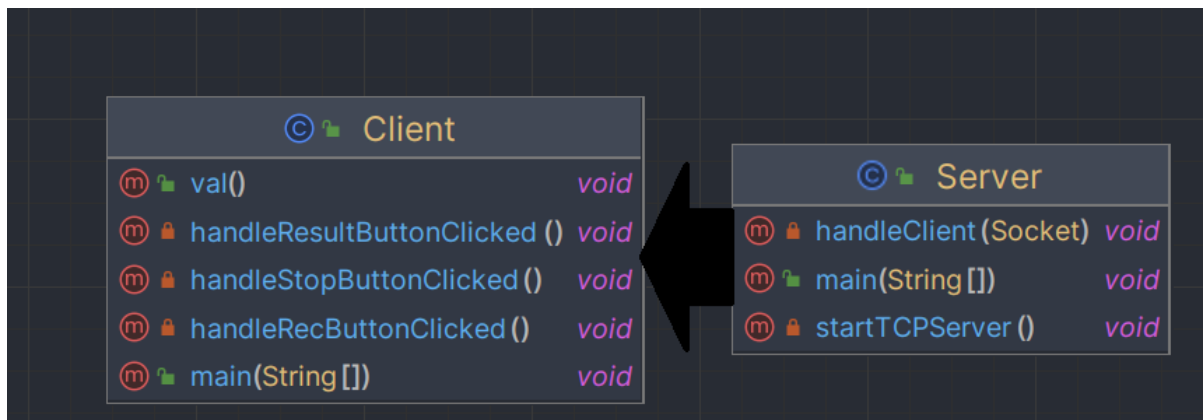 Client
val() void
handleResultButtonClicked () void
handleStopButtonClicked () void
handleRecButtonClicked () void
main(String[]) void
Server
handleClient (Socket) void
main(String[]) void
startTCPServer () void